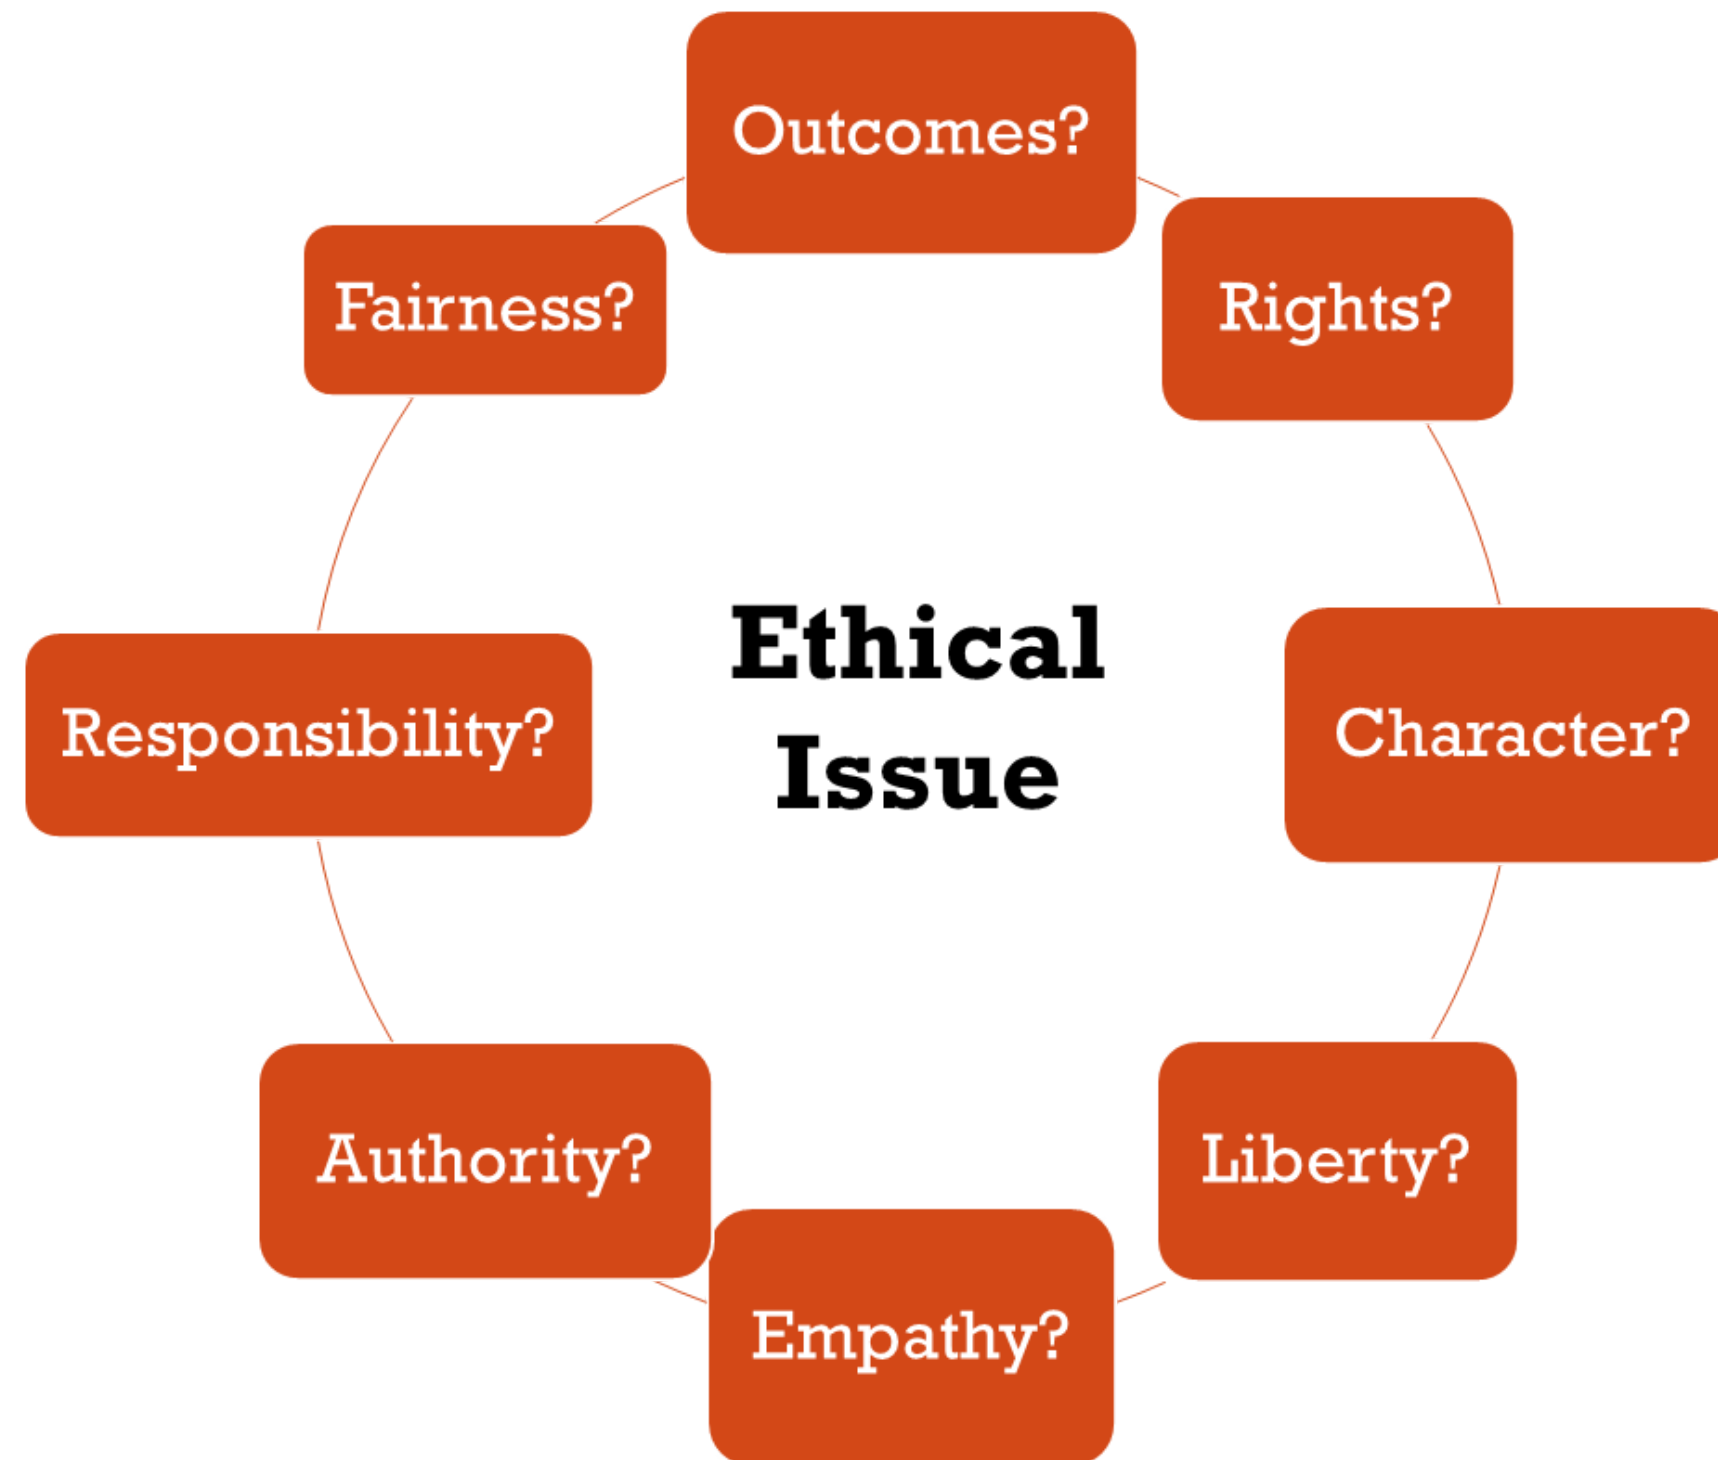 Outcomes?
Rights?
Character?
Liberty?
Empathy?
Authority?
Responsibility?
Fairness?
Ethical
Issue